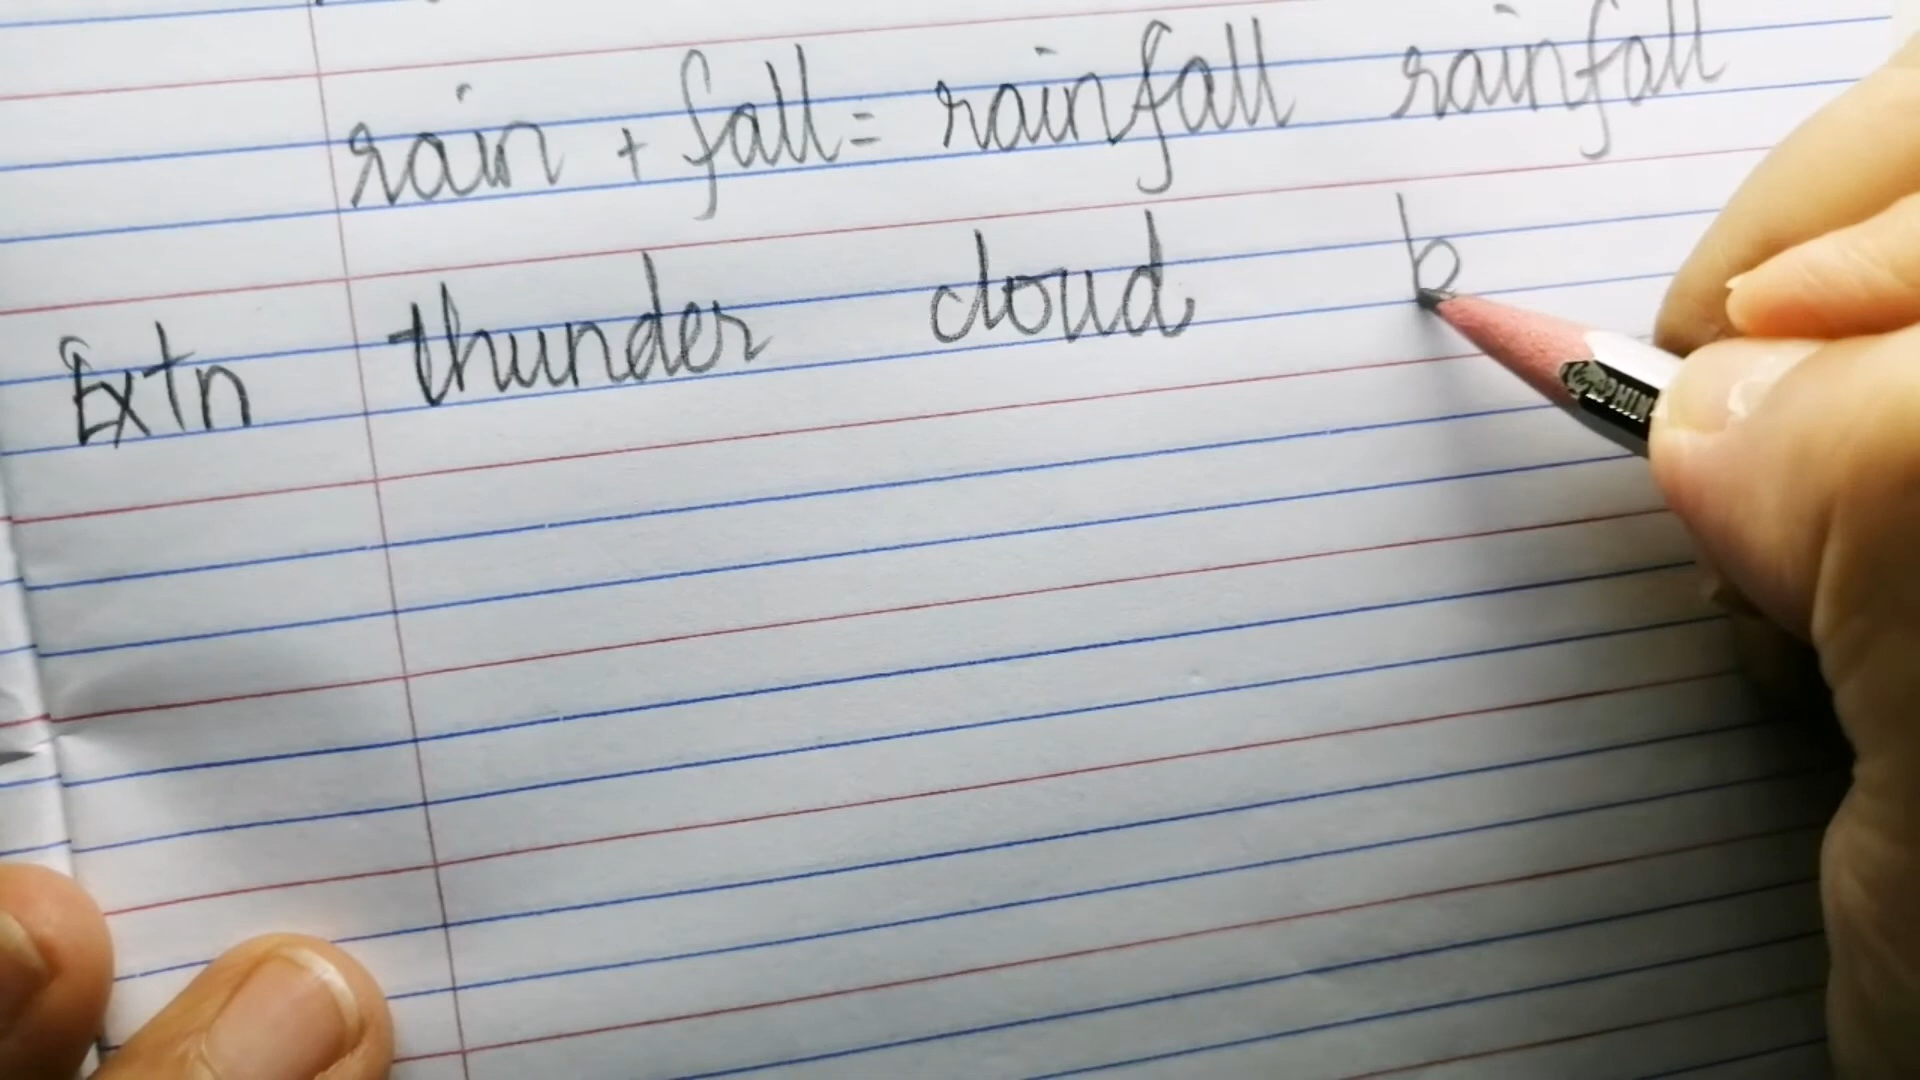 rain + fall = rainfall rainfall
Extn thunder cloud b